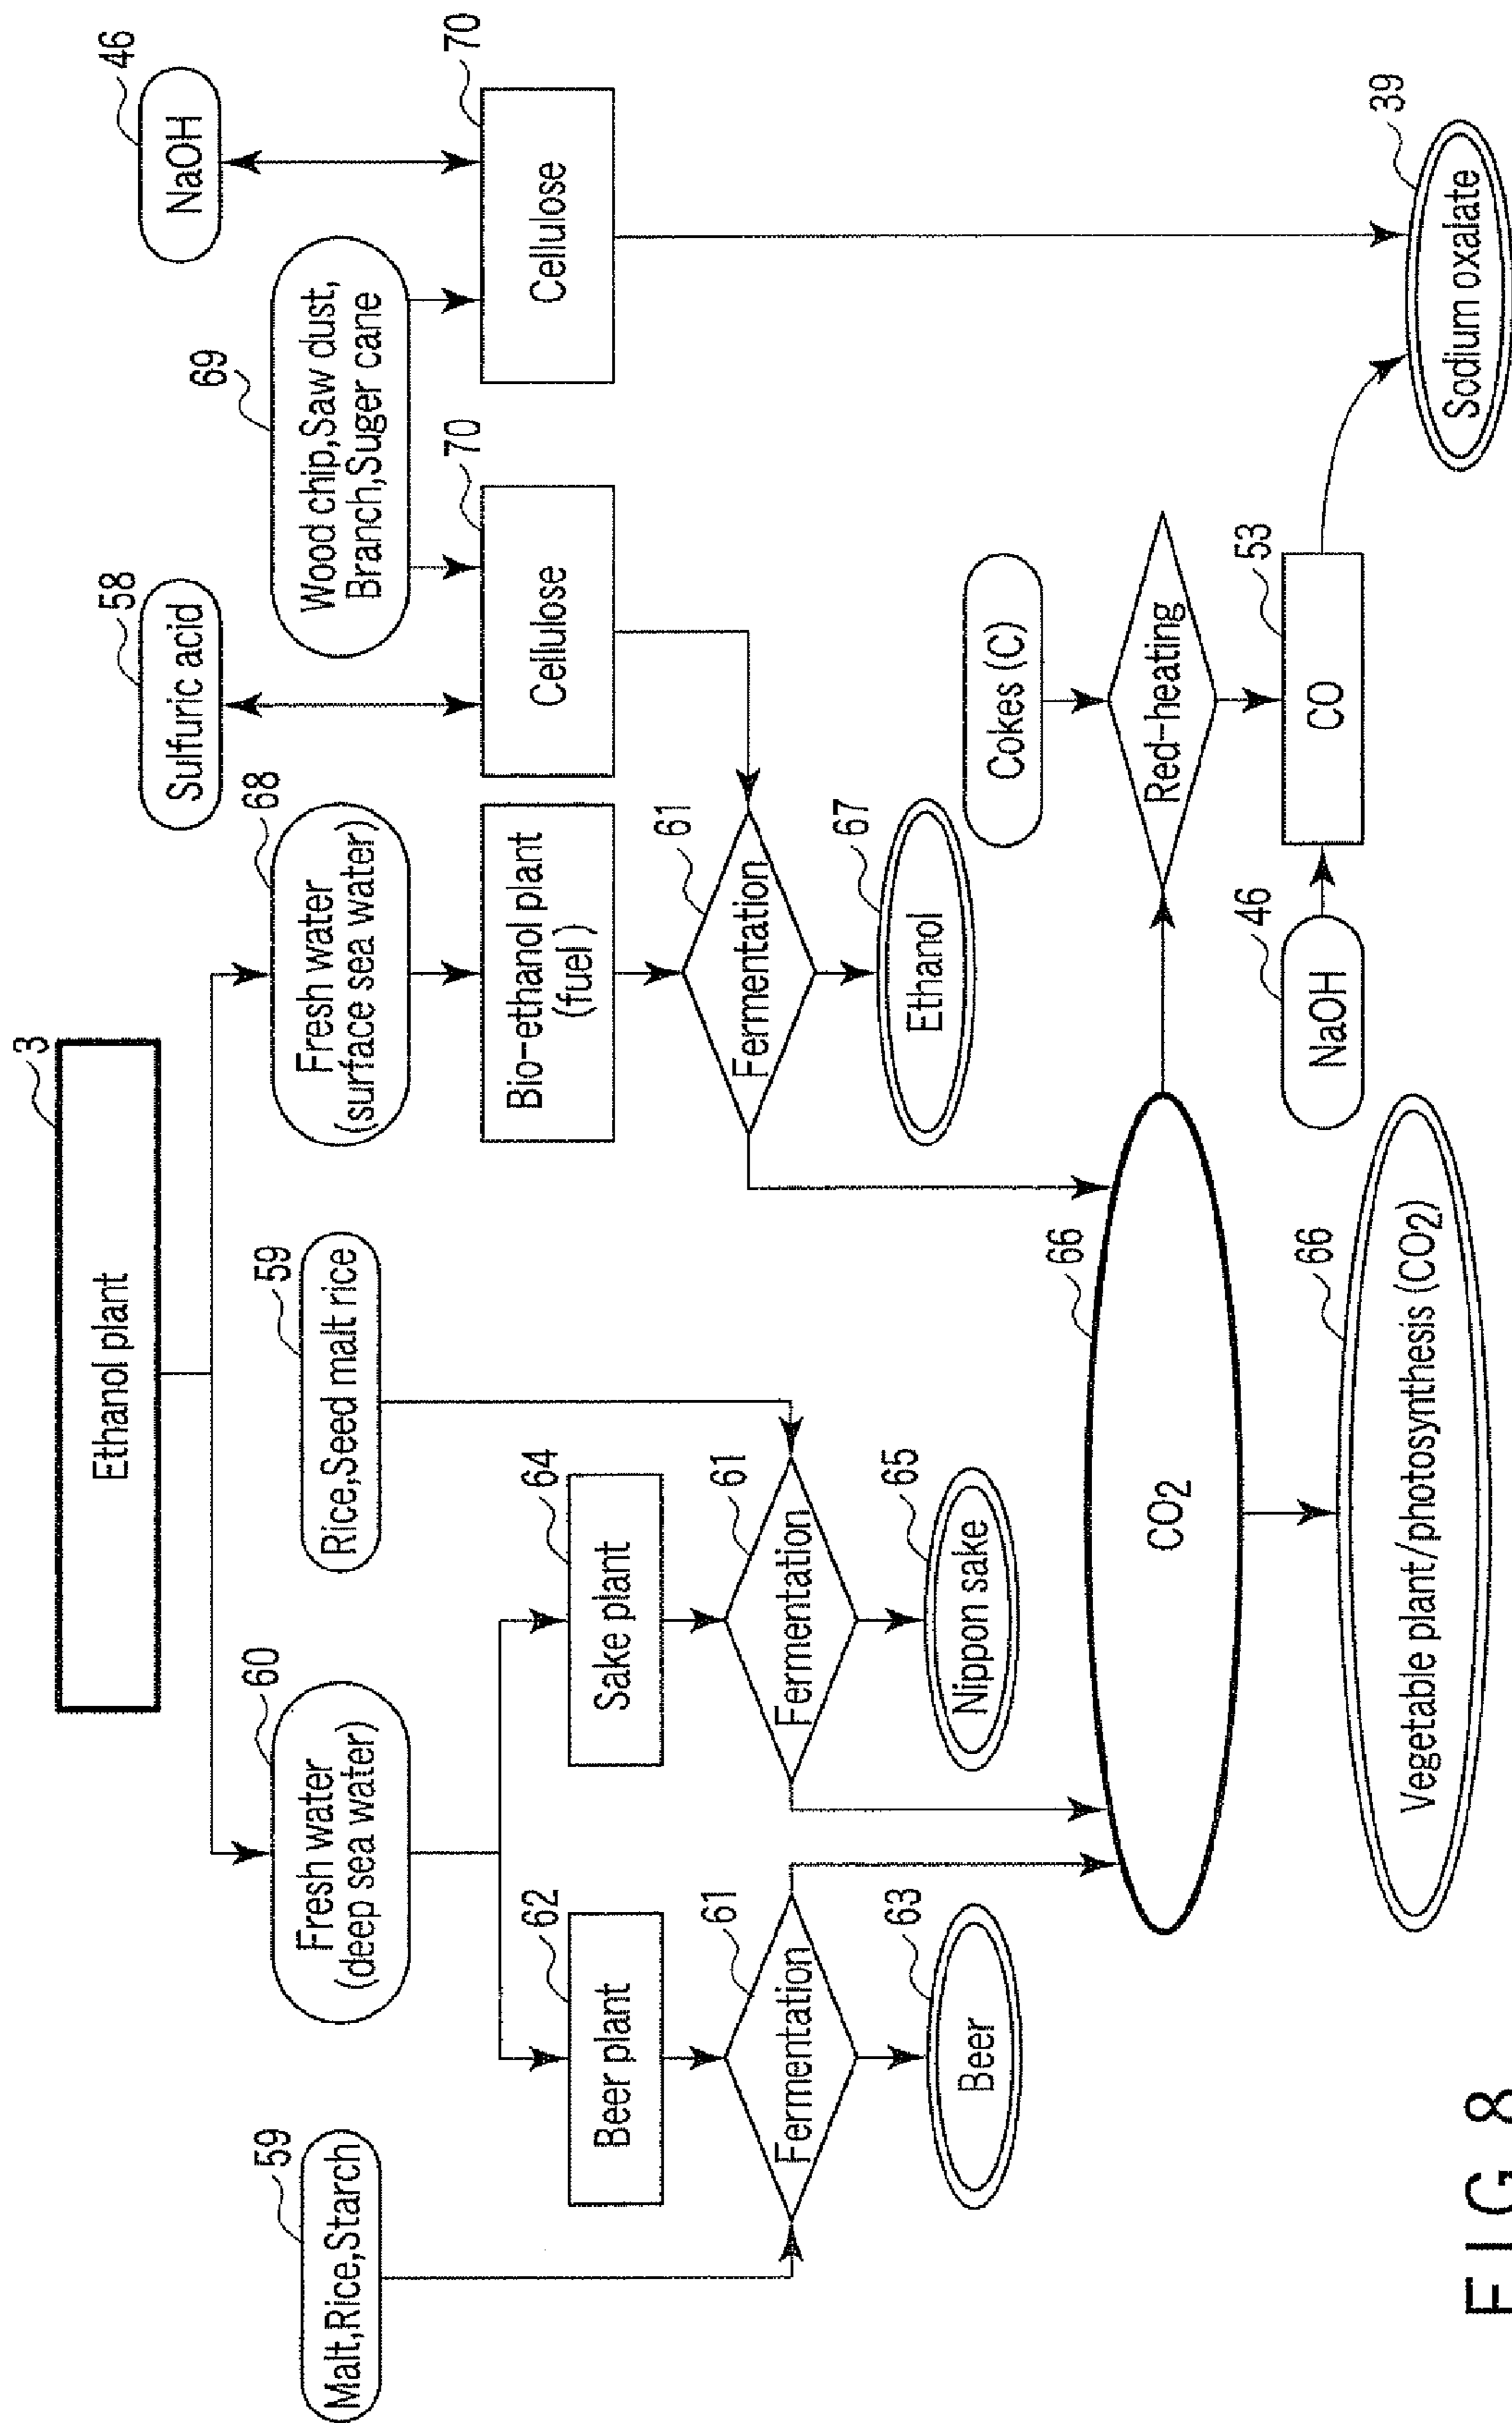 3
Ethanol plant
46
NaOH
58
Sulfuric acid
60
Fresh water
(deep sea water)
59
Rice,Seed malt rice
68
Fresh water
(surface sea water)
69
Wood chip,Saw dust,
Branch,Suger cane
59
Malt,Rice,Starch
62
Beer plant
64
Sake plant
Bio-ethanol plant
(fuel)
70
Cellulose
70
Cellulose
61
Fermentation
61
Fermentation
61
Fermentation
63
Beer
65
Nippon sake
67
Ethanol
Cokes (C)
66
CO2
Red-heating
46
NaOH
53
CO
66
Vegetable plant/photosynthesis (CO2)
39
Sodium oxalate
FIG. 8